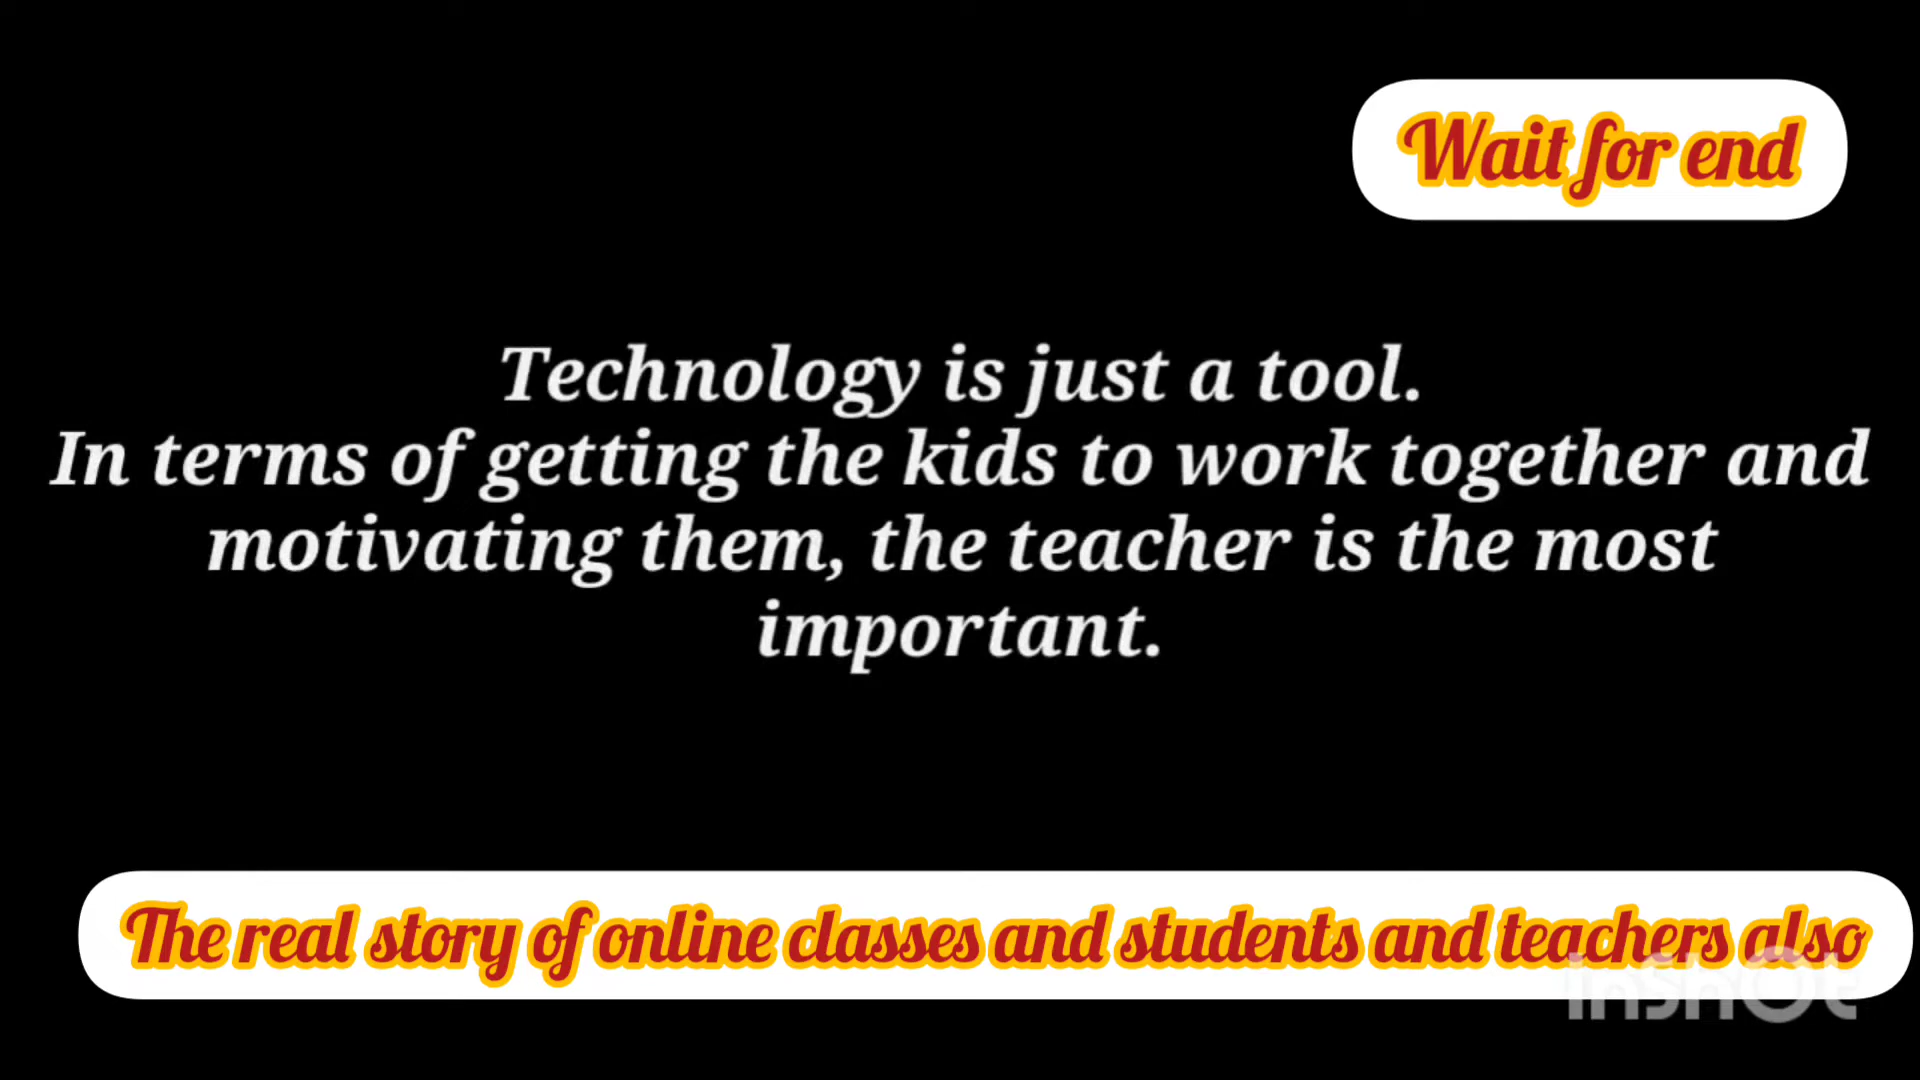 Wait for end
Technology is just a tool.
In terms of getting the kids to work together and
motivating them, the teacher is the most
important.
The real story of online classes and students and teachers also
InShOt